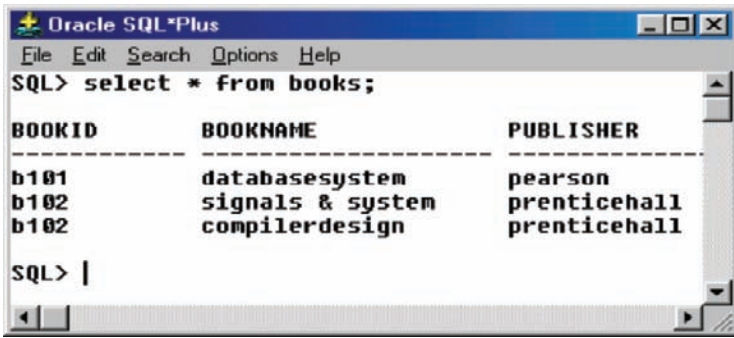 Oracle SQL*Plus
File Edit Search Options Help
SQL> select * from books;
BOOKID BOOKNAME PUBLISHER
--------------- ------------------------- ---------------
b101 databasesystem pearson
b102 signals & system prenticehall
b102 compilerdesign prenticehall
SQL>